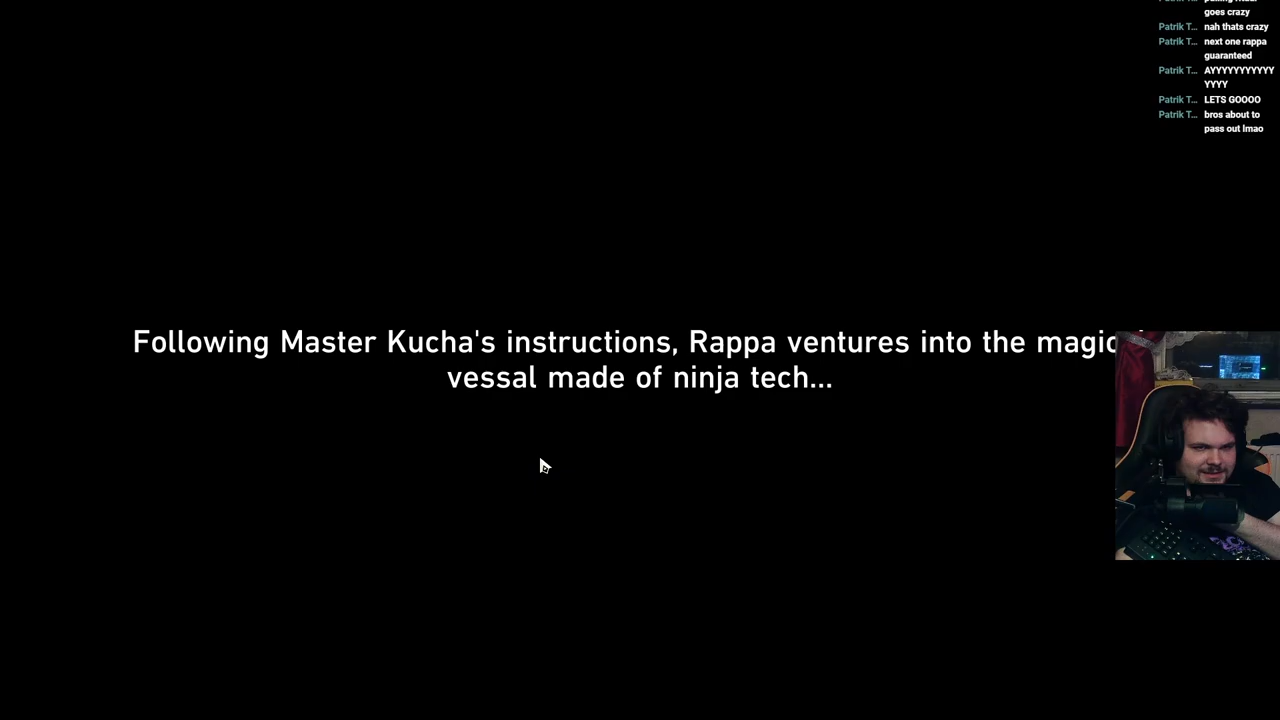 goes crazy
Patrik T... nah thats crazy
Patrik T... next one rappa
guaranteed
Patrik T... AYYYYYYYYYYY
YYYY
Patrik T... LETS GOOOO
Patrik T... bros about to
pass out lmao
Following Master Kucha's instructions, Rappa ventures into the
vessal made of ninja tech...